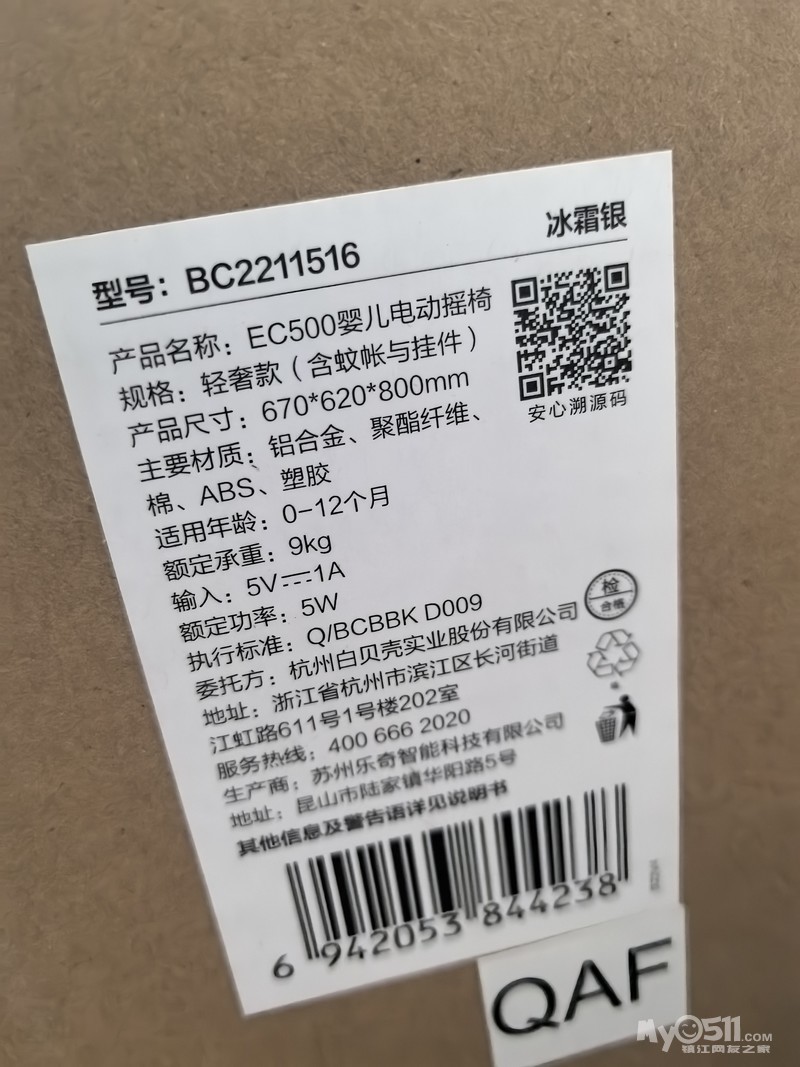 冰霜银
型号：BC2211516
产品名称：EC500婴儿电动摇椅
规格：轻奢款（含蚊帐与挂件）
产品尺寸：670*620*800mm
安心溯源码
主要材质：铝合金、聚酯纤维、
棉、ABS、塑胶
适用年龄：0-12个月
额定承重：9kg
输入：5V⎓1A
额定功率：5W
执行标准：Q/BCBBK D009
检
合格
委托方：杭州白贝壳实业股份有限公司
地址：浙江省杭州市滨江区长河街道
江虹路611号1号楼202室
服务热线：400 666 2020
生产商：苏州乐奇智能科技有限公司
地址：昆山市陆家镇华阳路5号
其他信息及警告语详见说明书
6 942053 844238
QAF
My0511.COM
镇江网友之家